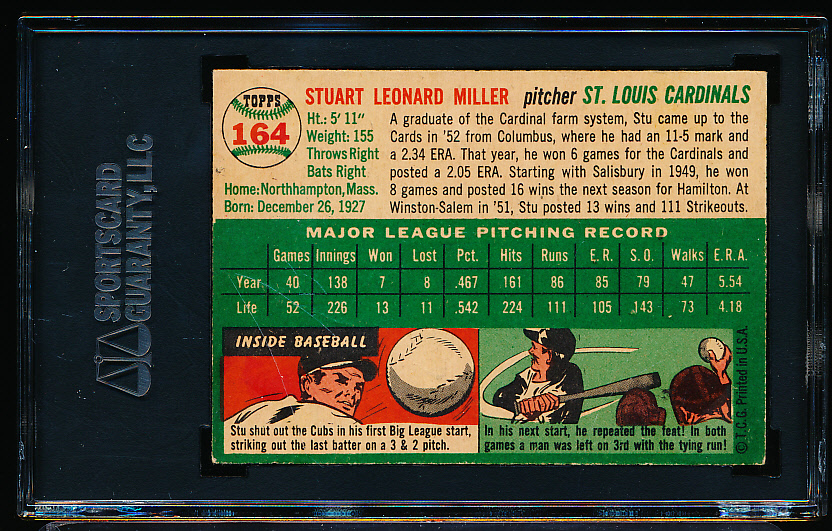 SPORTSCARD
GUARANTY, LLC
TOPPS
164
STUART LEONARD MILLER pitcher ST. LOUIS CARDINALS
Ht.: 5' 11"
Weight: 155
Throws Right
Bats Right
Home: Northhampton, Mass.
Born: December 26, 1927
A graduate of the Cardinal farm system, Stu came up to the
Cards in '52 from Columbus, where he had an 11-5 mark and
a 2.34 ERA. That year, he won 6 games for the Cardinals and
posted a 2.05 ERA. Starting with Salisbury in 1949, he won
8 games and posted 16 wins the next season for Hamilton. At
Winston-Salem in '51, Stu posted 13 wins and 111 Strikeouts.
MAJOR LEAGUE PITCHING RECORD
Games Innings Won Lost Pct. Hits Runs E.R. S.O. Walks E.R.A.
Year 40 138 7 8 .467 161 86 85 79 47 5.54
Life 52 226 13 11 .542 224 111 105 143 73 4.18
INSIDE BASEBALL
Stu shut out the Cubs in his first Big League start,
striking out the last batter on a 3 & 2 pitch.
In his next start, he repeated the feat! In both
games a man was left on 3rd with the tying run!
© T.C.G. Printed in U.S.A.